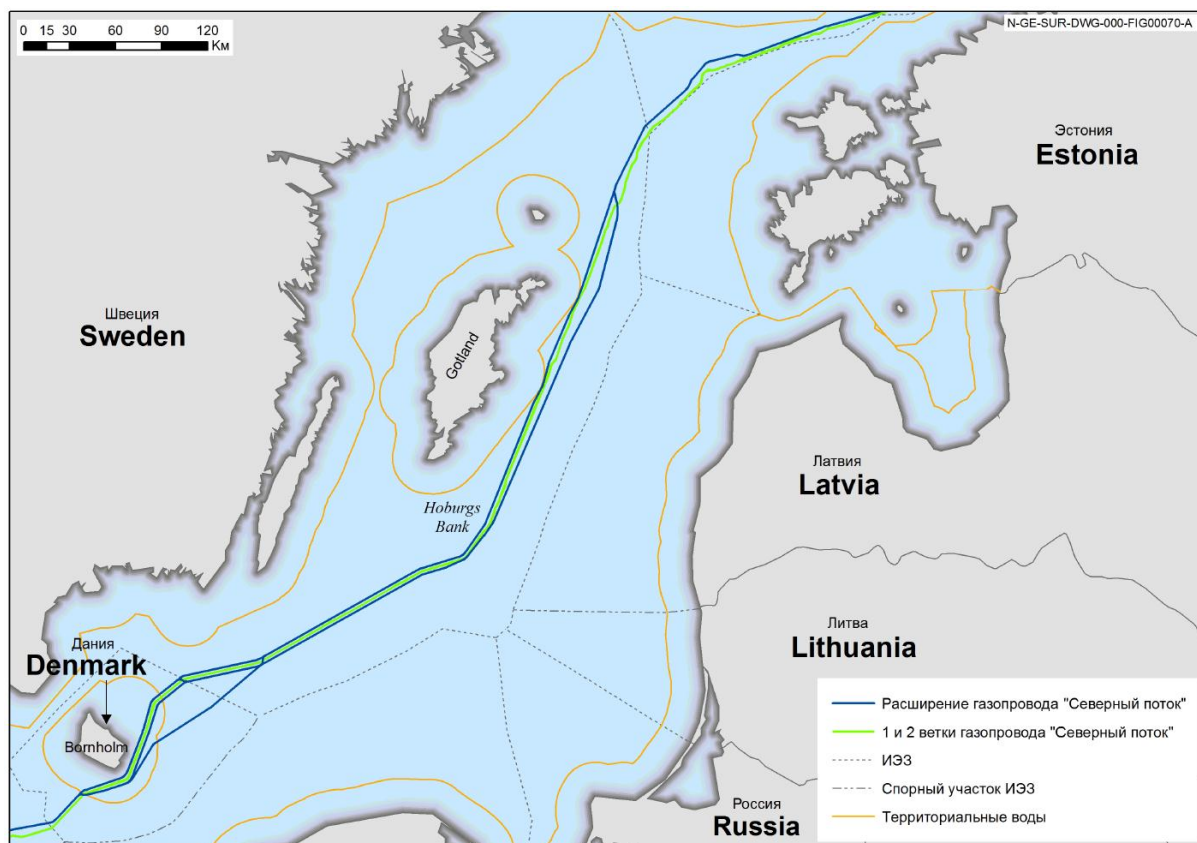 0 15 30 60 90 120
Км
N-GE-SUR-DWG-000-FIG00070-A
Эстония
Estonia
Швеция
Sweden
Gotland
Латвия
Latvia
Hoburgs
Bank
Дания
Denmark
Bornholm
Литва
Lithuania
Россия
Russia
Расширение газопровода "Северный поток"
1 и 2 ветки газопровода "Северный поток"
ИЭЗ
Спорный участок ИЭЗ
Территориальные воды